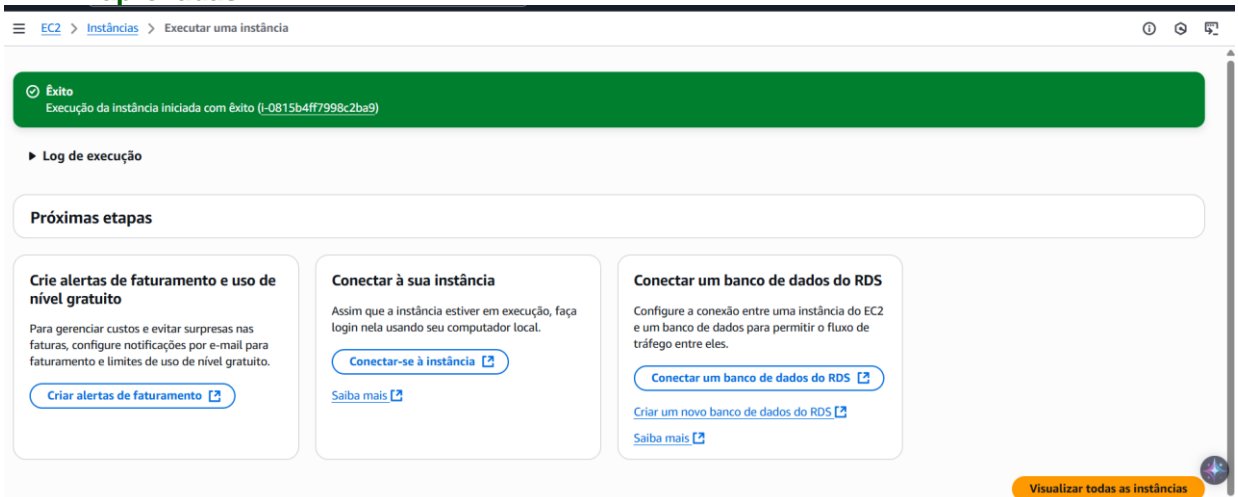 EC2 > Instâncias > Executar uma instância
Êxito
Execução da instância iniciada com êxito (i-0815b4ff7998c2ba9)
Log de execução
Próximas etapas
Crie alertas de faturamento e uso de
nível gratuito
Para gerenciar custos e evitar surpresas nas
faturas, configure notificações por e-mail para
faturamento e limites de uso de nível gratuito.
Criar alertas de faturamento
Conectar à sua instância
Assim que a instância estiver em execução, faça
login nela usando seu computador local.
Conectar-se à instância
Saiba mais
Conectar um banco de dados do RDS
Configure a conexão entre uma instância do EC2
e um banco de dados para permitir o fluxo de
tráfego entre eles.
Conectar um banco de dados do RDS
Criar um novo banco de dados do RDS
Saiba mais
Visualizar todas as instâncias